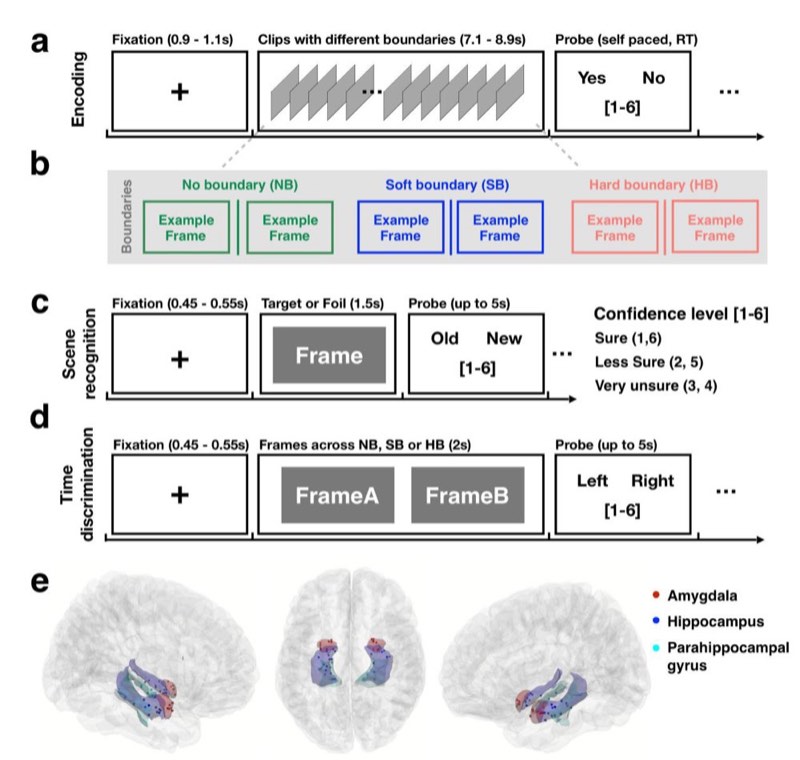 a
Encoding
Fixation (0.9 - 1.1s)
Clips with different boundaries (7.1 - 8.9s)
Probe (self paced, RT)
+
...
Yes No
[1-6]
...
b
Boundaries
No boundary (NB)
Soft boundary (SB)
Hard boundary (HB)
Example
Frame
Example
Frame
Example
Frame
Example
Frame
Example
Frame
Example
Frame
c
Scene
recognition
Fixation (0.45 - 0.55s)
Target or Foil (1.5s)
Probe (up to 5s)
+
Frame
Old New
[1-6]
...
Confidence level [1-6]
Sure (1,6)
Less Sure (2, 5)
Very unsure (3, 4)
d
Time
discrimination
Fixation (0.45 - 0.55s)
Frames across NB, SB or HB (2s)
Probe (up to 5s)
+
FrameA
FrameB
Left Right
[1-6]
...
e
Amygdala
Hippocampus
Parahippocampal
gyrus